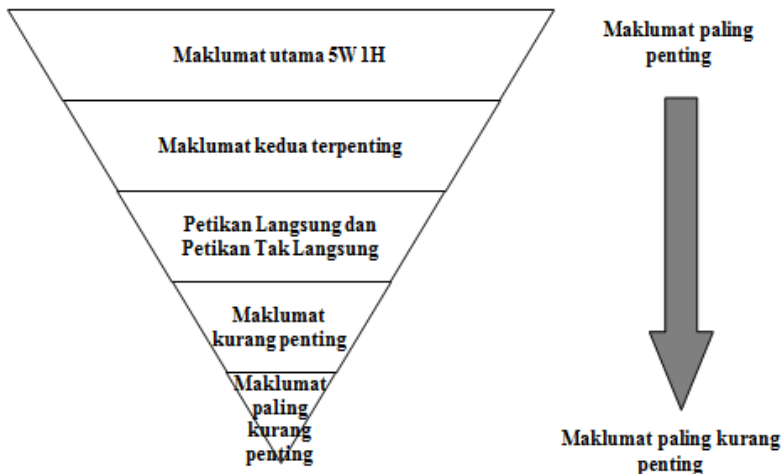 Maklumat utama 5W 1H
Maklumat kedua terpenting
Petikan Langsung dan
Petikan Tak Langsung
Maklumat
kurang penting
Maklumat
paling
kurang
penting
Maklumat paling
penting
Maklumat paling kurang
penting